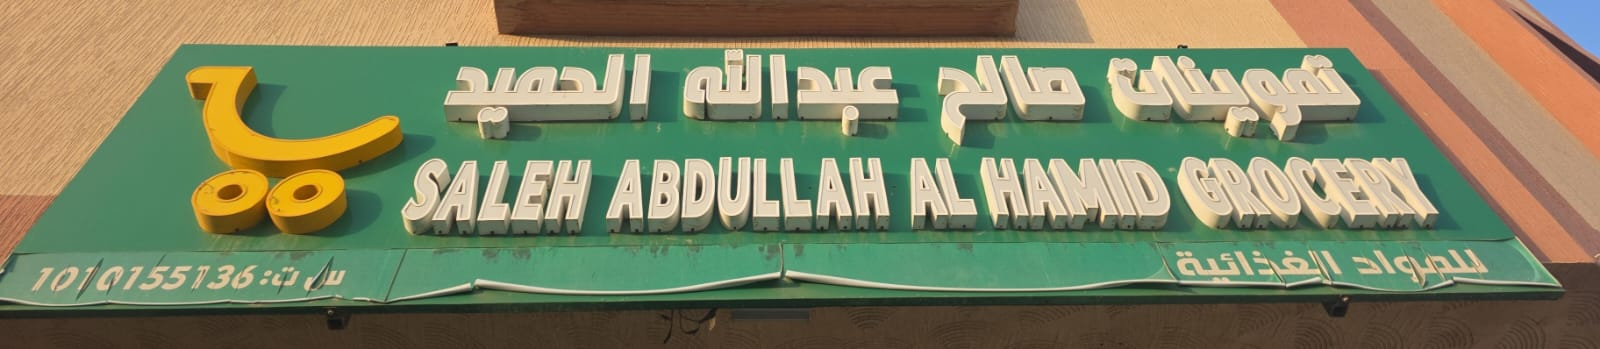 تموينات صالح عبدالله الحميد
SALEH ABDULLAH AL HAMID GROCERY
للمواد الغذائية
س ت: 1010155136